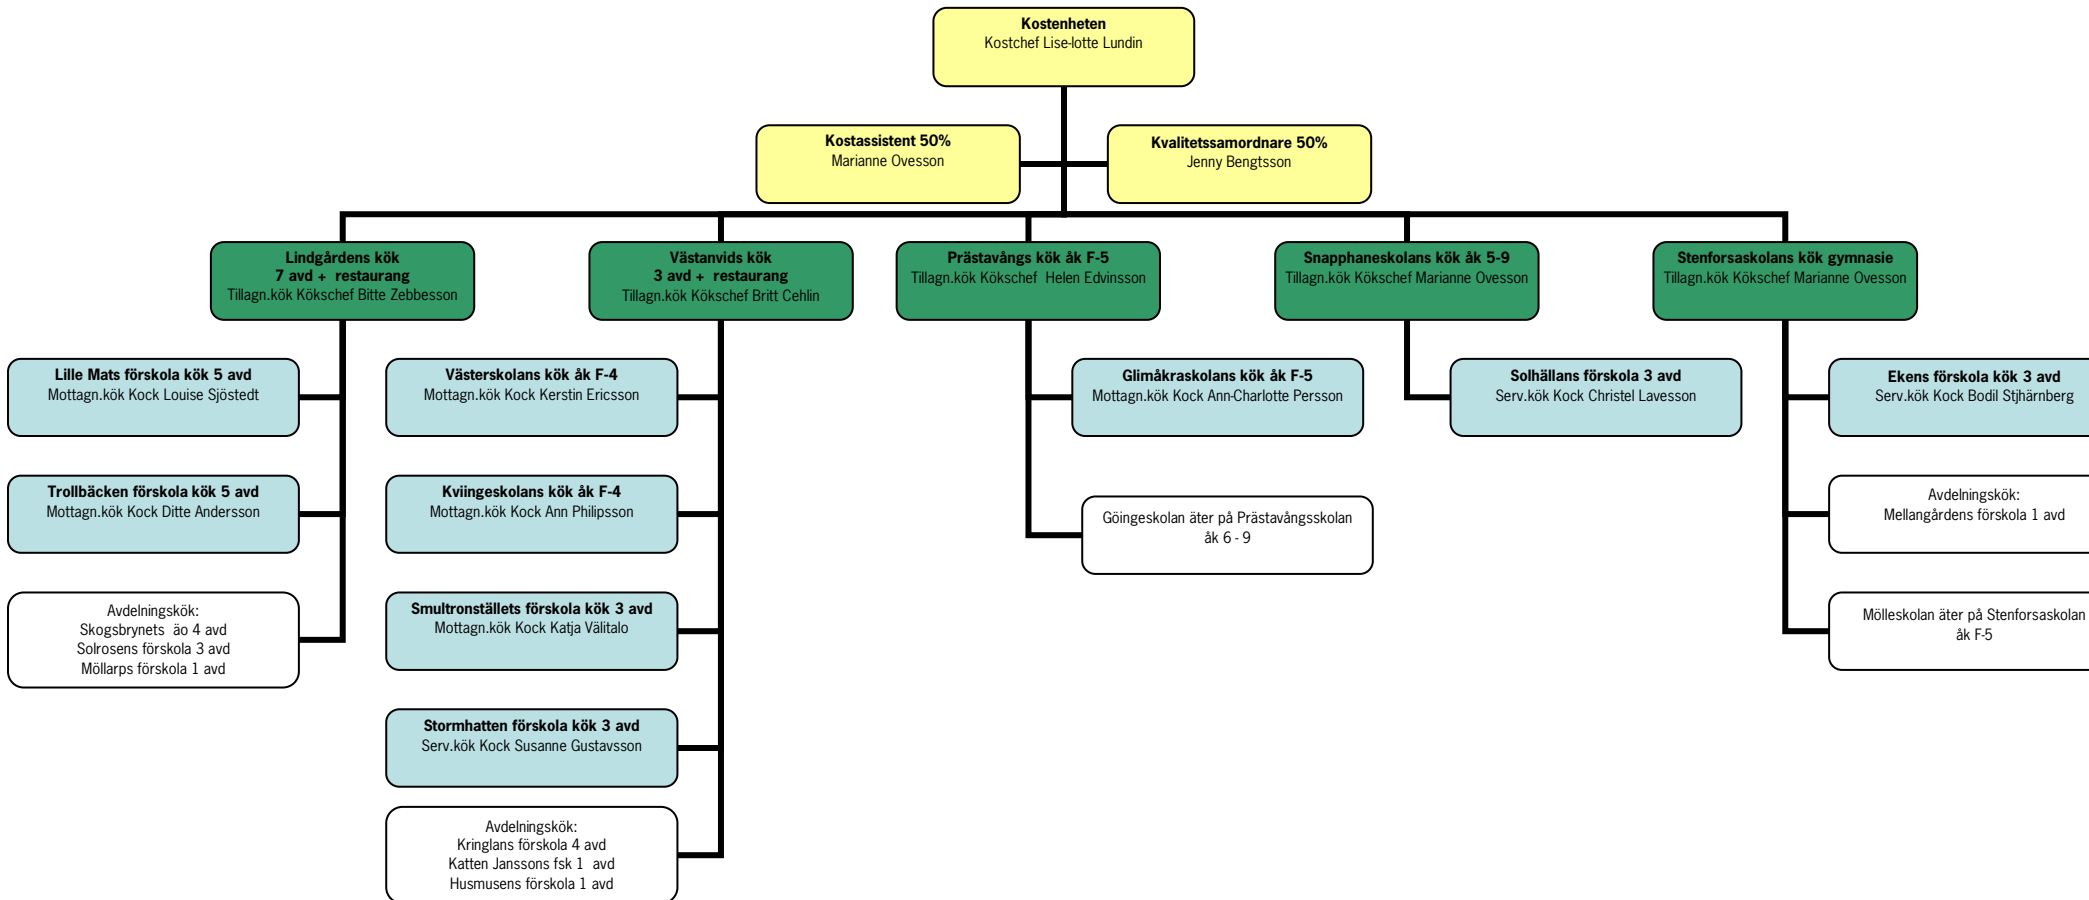 Kostenheten
Kostchef Lise-lotte Lundin
Kostassistent 50%
Marianne Ovesson
Kvalitetssamordnare 50%
Jenny Bengtsson
Lindgårdens kök
7 avd + restaurang
Tillagn.kök Kökschef Bitte Zebbesson
Västanvids kök
3 avd + restaurang
Tillagn.kök Kökschef Britt Cehlin
Prästavångs kök åk F-5
Tillagn.kök Kökschef Helen Edvinsson
Snapphaneskolans kök åk 5-9
Tillagn.kök Kökschef Marianne Ovesson
Stenforsaskolans kök gymnasie
Tillagn.kök Kökschef Marianne Ovesson
Lille Mats förskola kök 5 avd
Mottagn.kök Kock Louise Sjöstedt
Västerskolans kök åk F-4
Mottagn.kök Kock Kerstin Ericsson
Glimåkraskolans kök åk F-5
Mottagn.kök Kock Ann-Charlotte Persson
Solhällans förskola 3 avd
Serv.kök Kock Christel Lavesson
Ekens förskola kök 3 avd
Serv.kök Kock Bodil Stjhärnberg
Trollbäcken förskola kök 5 avd
Mottagn.kök Kock Ditte Andersson
Kviingeskolans kök åk F-4
Mottagn.kök Kock Ann Philipsson
Göingeskolan äter på Prästavångsskolan
åk 6 - 9
Avdelningskök:
Mellangårdens förskola 1 avd
Avdelningskök:
Skogsbrynets äo 4 avd
Solrosens förskola 3 avd
Möllarps förskola 1 avd
Smultronställets förskola kök 3 avd
Mottagn.kök Kock Katja Välitalo
Mölleskolan äter på Stenforsaskolan
åk F-5
Stormhatten förskola kök 3 avd
Serv.kök Kock Susanne Gustavsson
Avdelningskök:
Kringlans förskola 4 avd
Katten Janssons fsk 1 avd
Husmusens förskola 1 avd